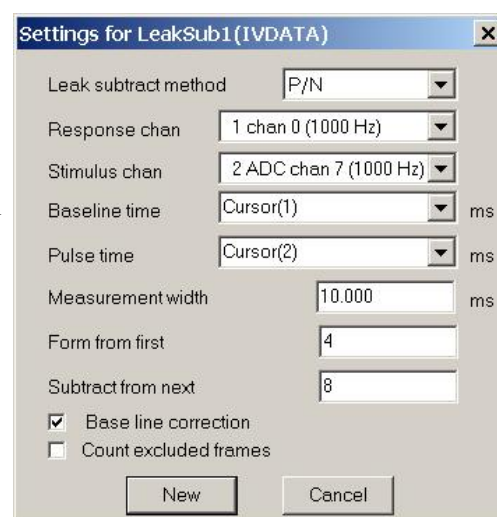 Settings for LeakSub1(IVDATA)
Leak subtract method P/N
Response chan 1 chan 0 (1000 Hz)
Stimulus chan 2 ADC chan 7 (1000 Hz)
Baseline time Cursor(1) ms
Pulse time Cursor(2) ms
Measurement width 10.000 ms
Form from first 4
Subtract from next 8
Base line correction
Count excluded frames
New Cancel